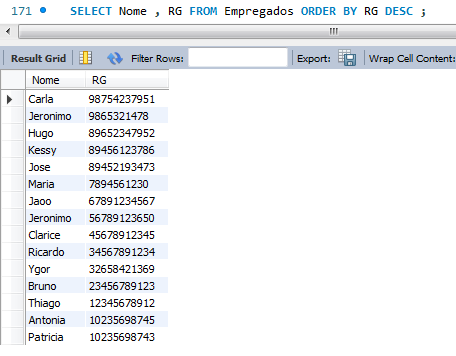 171 SELECT Nome , RG FROM Empregados ORDER BY RG DESC ;
Result Grid Filter Rows: Export: Wrap Cell Content:
Nome RG
Carla 98754237951
Jeronimo 9865321478
Hugo 89652347952
Kessy 89456123786
Jose 89452193473
Maria 7894561230
Jaoo 67891234567
Jeronimo 56789123650
Clarice 45678912345
Ricardo 34567891234
Ygor 32658421369
Bruno 23456789123
Thiago 12345678912
Antonia 10235698745
Patricia 10235698743